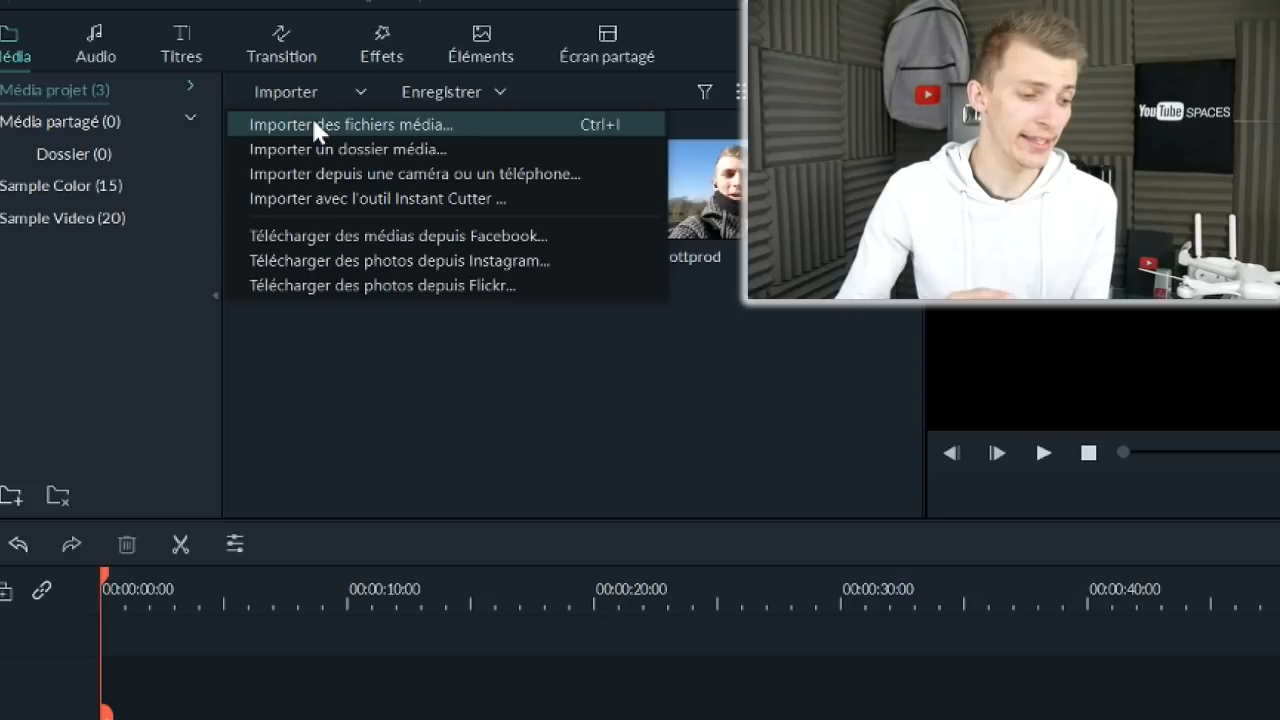 édia
Audio
Titres
Transition
Effets
Éléments
Écran partagé
Média projet (3)
Importer
Enregistrer
Média partagé (0)
Dossier (0)
Sample Color (15)
Sample Video (20)
Importer des fichiers média... Ctrl+I
Importer un dossier média...
Importer depuis une caméra ou un téléphone...
Importer avec l'outil Instant Cutter ...
Télécharger des médias depuis Facebook...
Télécharger des photos depuis Instagram...
Télécharger des photos depuis Flickr...
ottprod
YouTube SPACES
00:00:00:00
00:00:10:00
00:00:20:00
00:00:30:00
00:00:40:00